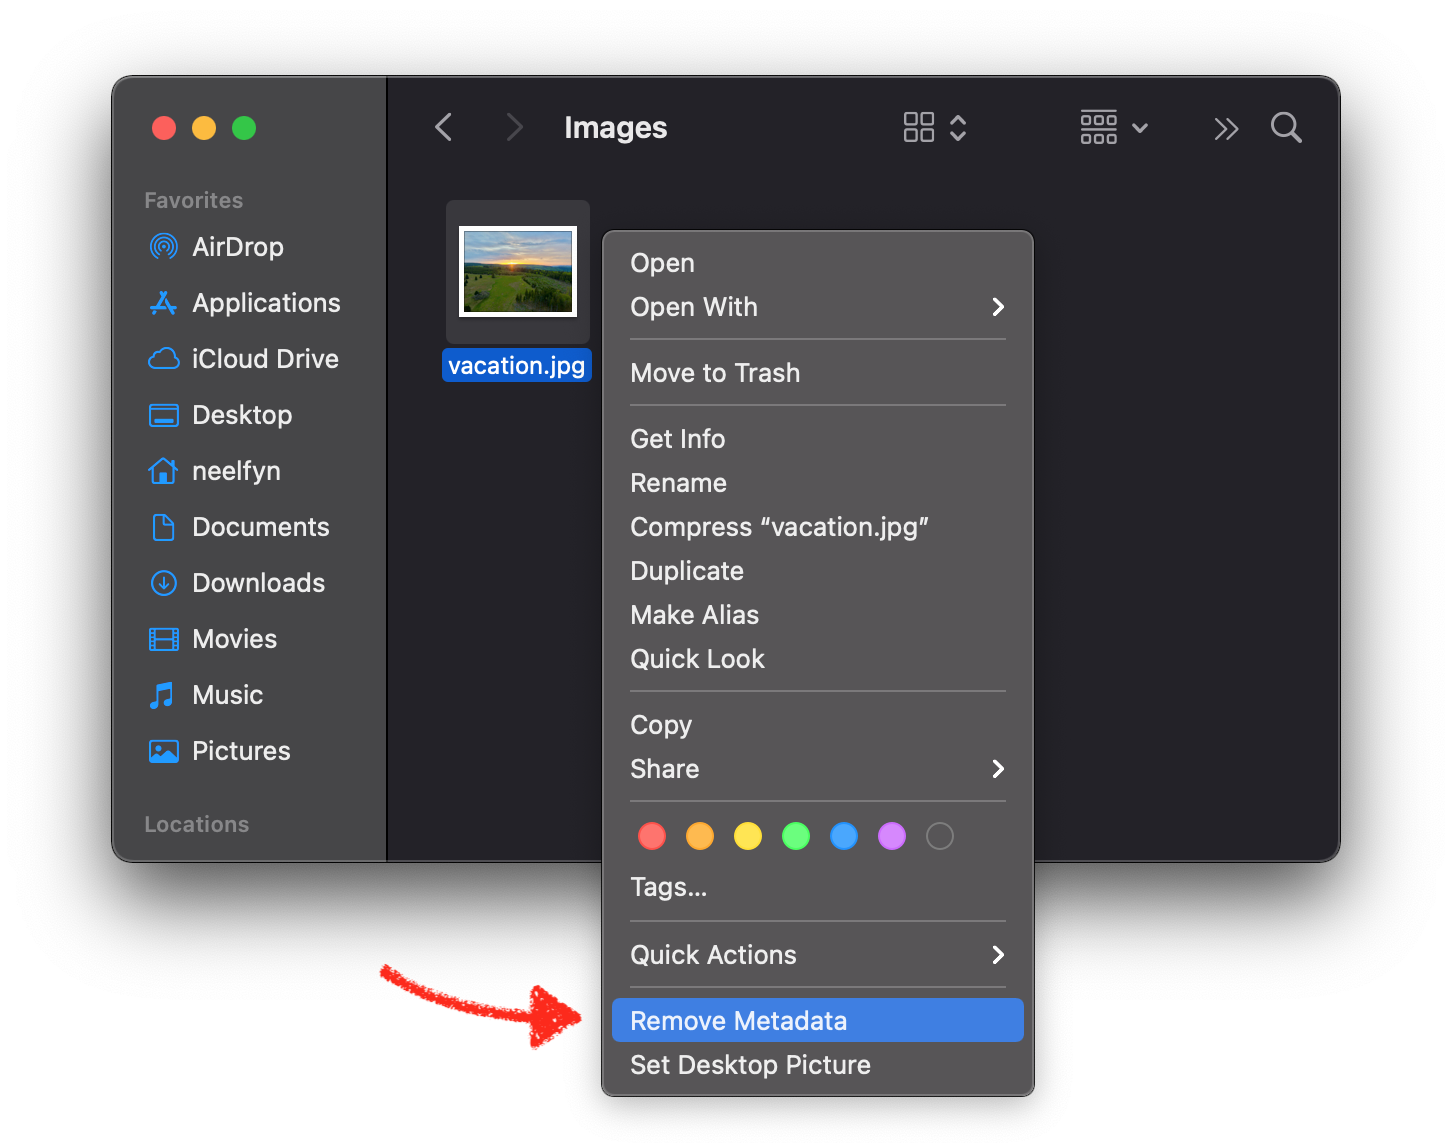 Images
Favorites
AirDrop
Applications
iCloud Drive
Desktop
neelfyn
Documents
Downloads
Movies
Music
Pictures
Locations
vacation.jpg
Open
Open With
Move to Trash
Get Info
Rename
Compress “vacation.jpg”
Duplicate
Make Alias
Quick Look
Copy
Share
Tags...
Quick Actions
Remove Metadata
Set Desktop Picture